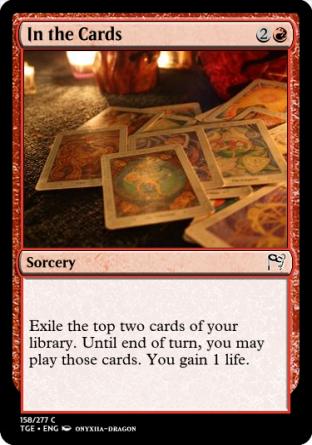 In the Cards 2
Sorcery
Exile the top two cards of your
library. Until end of turn, you may
play those cards. You gain 1 life.
158/277 C
TGE • ENG ONYXIIA-DRAGON